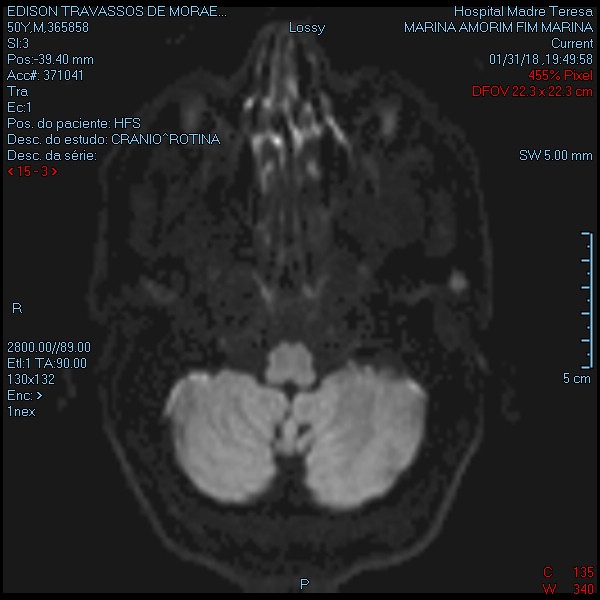 EDISON TRAVASSOS DE MORAE...
50Y,M,365858
Sl:3
Pos:-39.40 mm
Acc#: 371041
Tra
Ec:1
Pos. do paciente: HFS
Desc. do estudo: CRANIO^ROTINA
Desc. da série:
< 15 - 3 >
Lossy
Hospital Madre Teresa
MARINA AMORIM FIM MARINA
Current
01/31/18 ,19:49:58
455% Pixel
DFOV 22.3 x 22.3 cm
SW 5.00 mm
R
2800.00//89.00
Etl:1 TA:90.00
130x132
Enc: >
1nex
5 cm
P
C 135
W 340